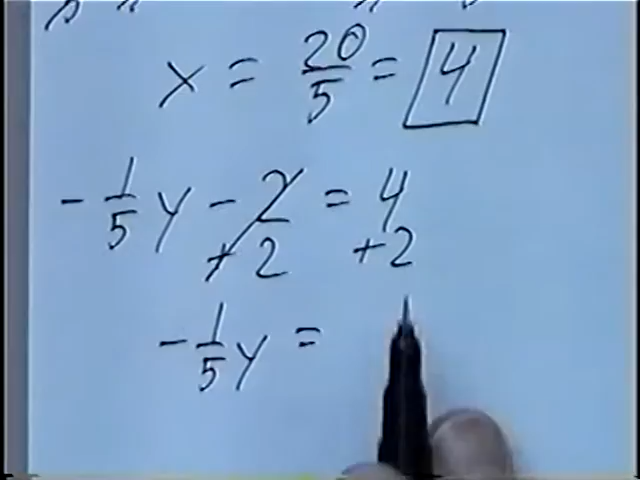 x = 20/5 = 4
- 1/5 y - 2 = 4
+ 2 + 2
- 1/5 y =